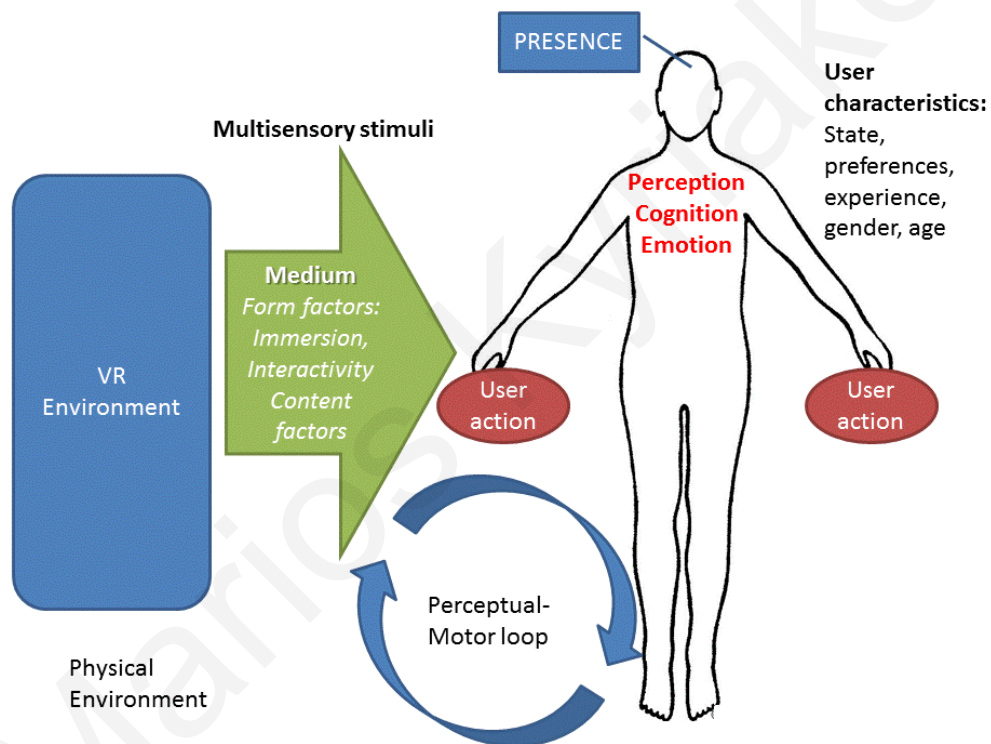 PRESENCE
User
characteristics:
State,
preferences,
experience,
gender, age
Multisensory stimuli
Perception
Cognition
Emotion
Medium
Form factors:
Immersion,
Interactivity
Content
factors
VR
Environment
User
action
User
action
Perceptual-
Motor loop
Physical
Environment